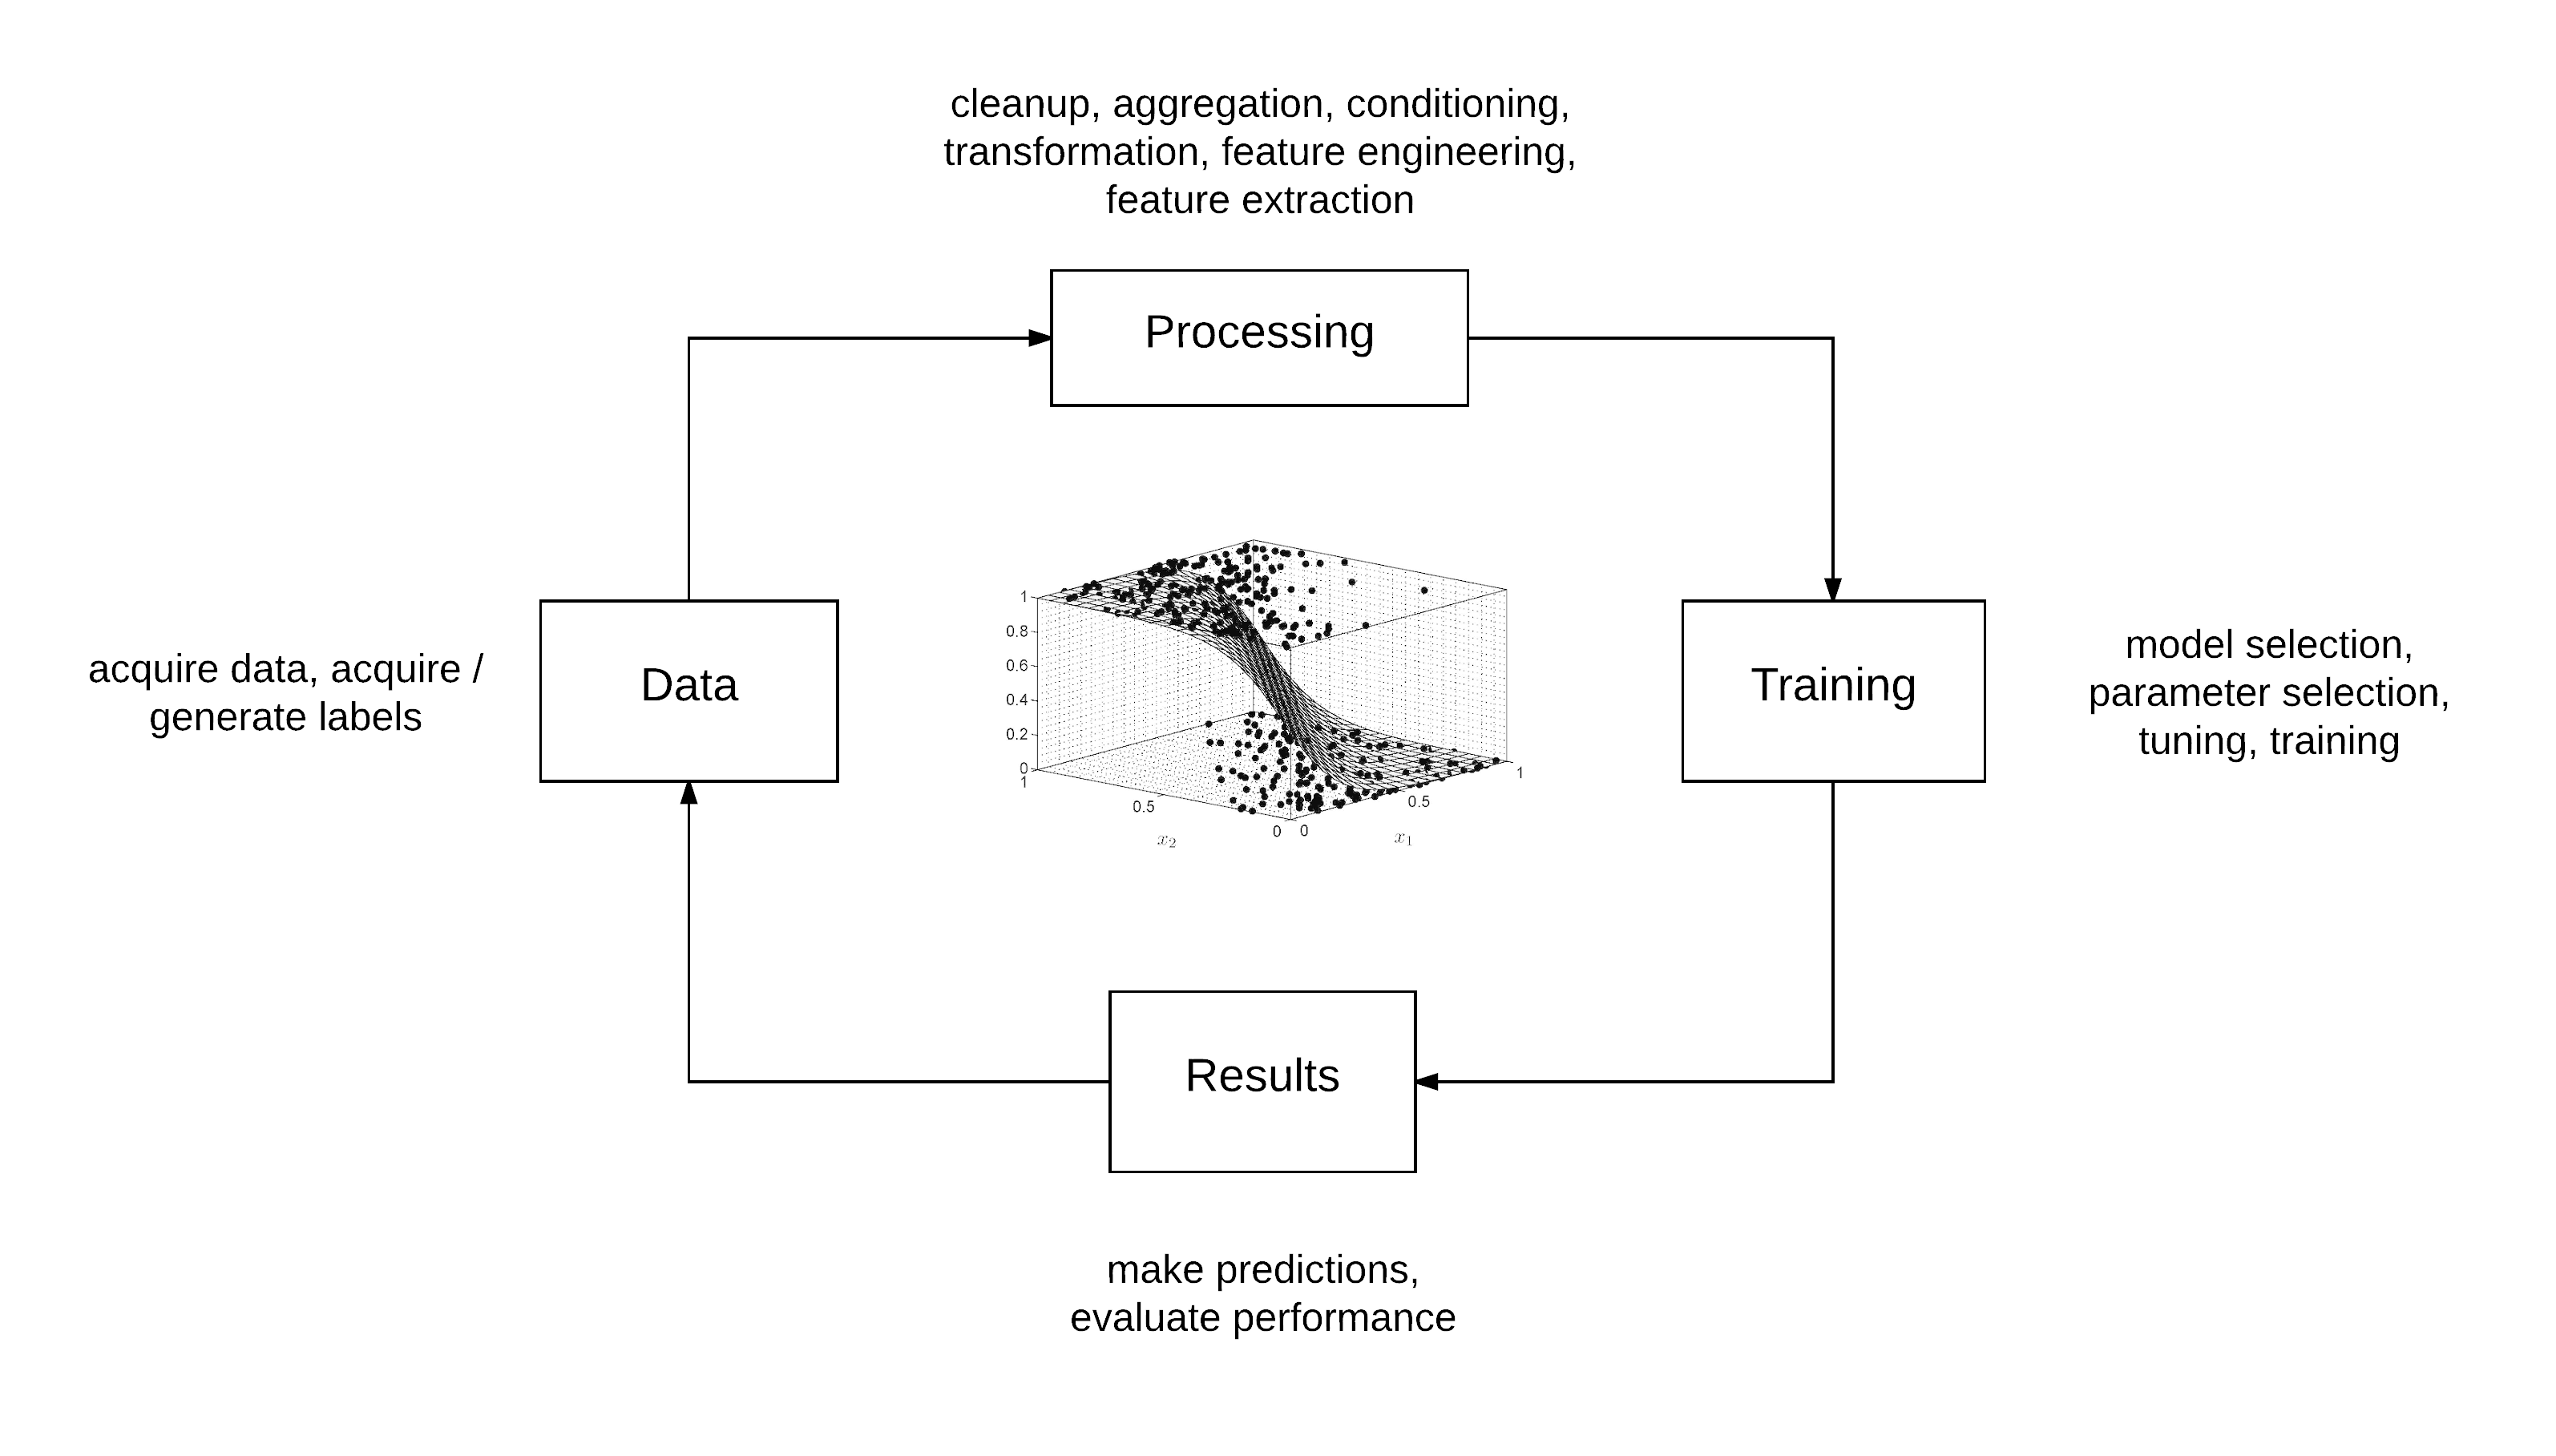 cleanup, aggregation, conditioning,
transformation, feature engineering,
feature extraction
Processing
acquire data, acquire /
generate labels
Data
1
0.8
0.6
0.4
0.2
0
1
0.5
0
x2
0
0.5
1
x1
Training
model selection,
parameter selection,
tuning, training
Results
make predictions,
evaluate performance